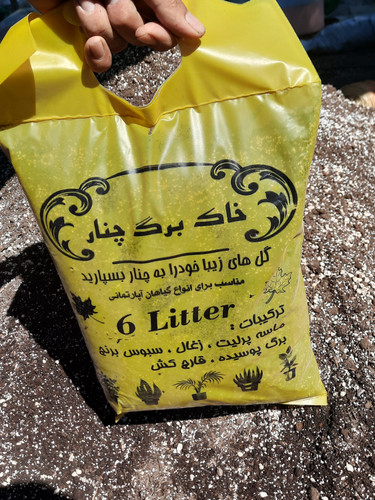 خاک برگ چنار
گل های زیبا خودرا به چنار بسپارید
مناسب برای انواع گیاهان آپارتمانی
6 Litter
ترکیبات :
ماسه پرلیت ، زغال ، سبوس برنج
برگ پوسیده ، قارچ کش